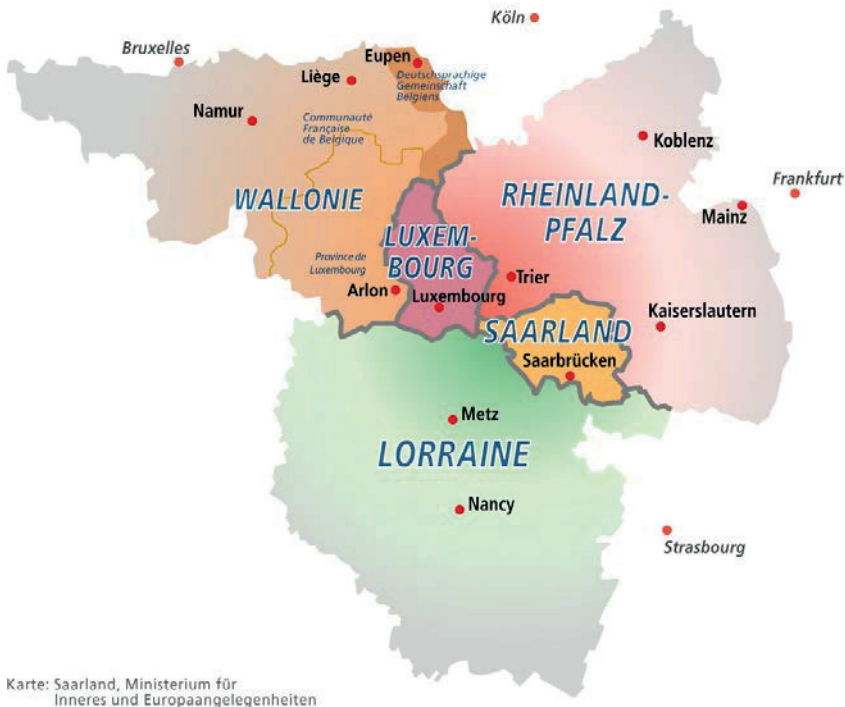 Köln
Bruxelles
Eupen
Liège
Deutschsprachige
Gemeinschaft
Belgiens
Namur
Communauté
Française
de Belgique
Koblenz
Frankfurt
WALLONIE
RHEINLAND-
PFALZ
Mainz
LUXEM-
BOURG
Province de
Luxembourg
Trier
Arlon
Luxembourg
Kaiserslautern
SAARLAND
Saarbrücken
Metz
LORRAINE
Nancy
Strasbourg
Karte: Saarland, Ministerium für
Inneres und Europaangelegenheiten